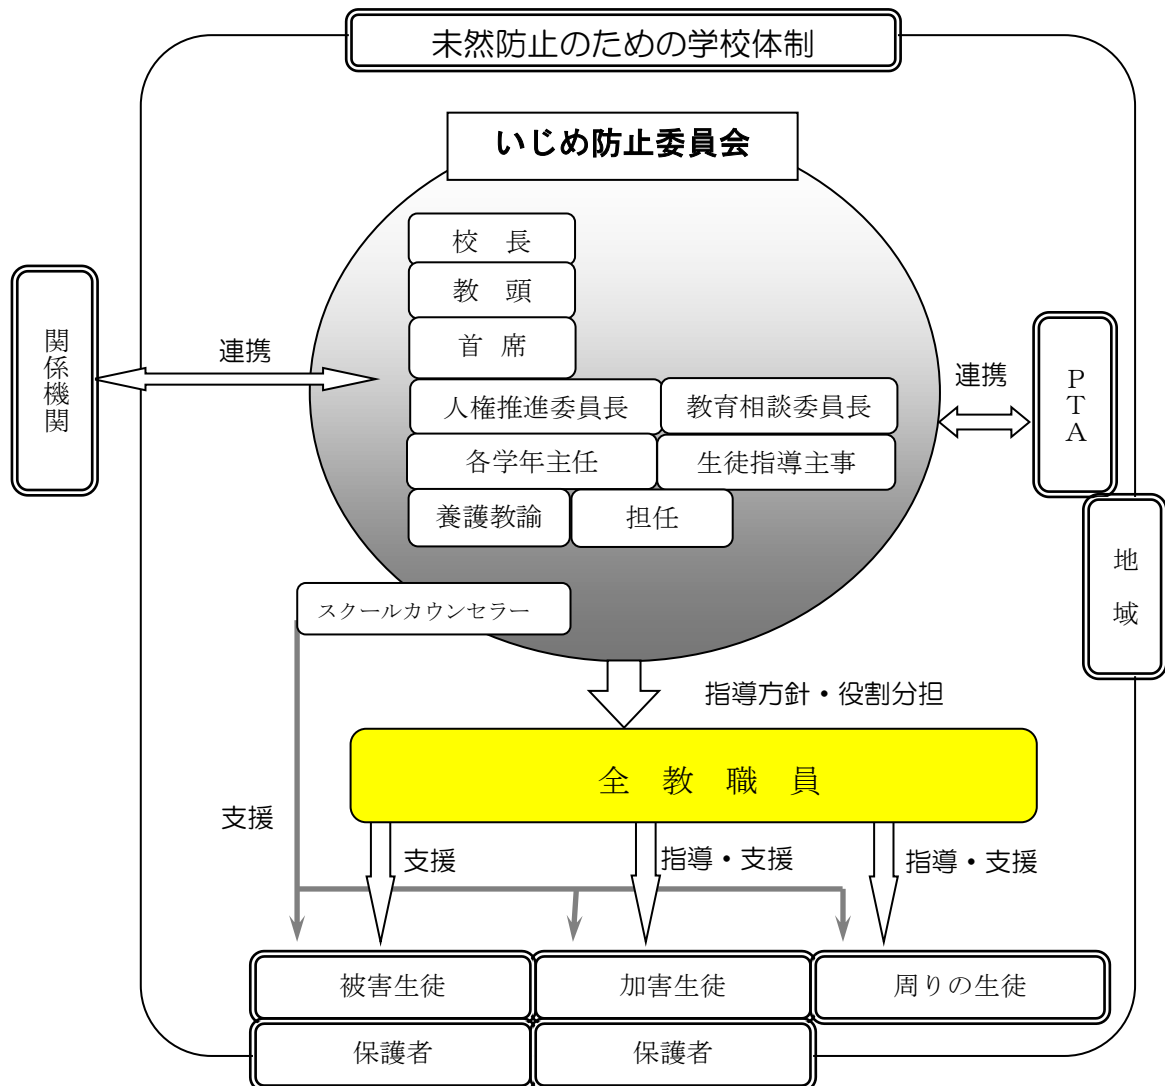 未然防止のための学校体制
いじめ防止委員会
校　長
教　頭
首　席
人権推進委員長
教育相談委員長
各学年主任
生徒指導主事
養護教諭
担任
スクールカウンセラー
関係機関
連携
連携
ＰＴＡ
地　域
指導方針・役割分担
全　教　職　員
支援
支援
指導・支援
指導・支援
被害生徒
加害生徒
周りの生徒
保護者
保護者